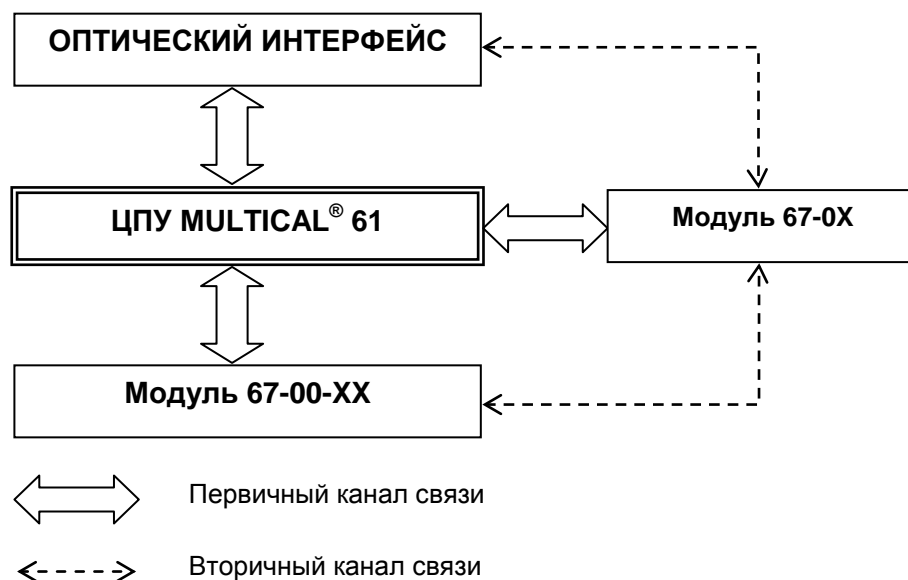 ОПТИЧЕСКИЙ ИНТЕРФЕЙС
ЦПУ MULTICAL® 61
Модуль 67-0X
Модуль 67-00-XX
Первичный канал связи
Вторичный канал связи